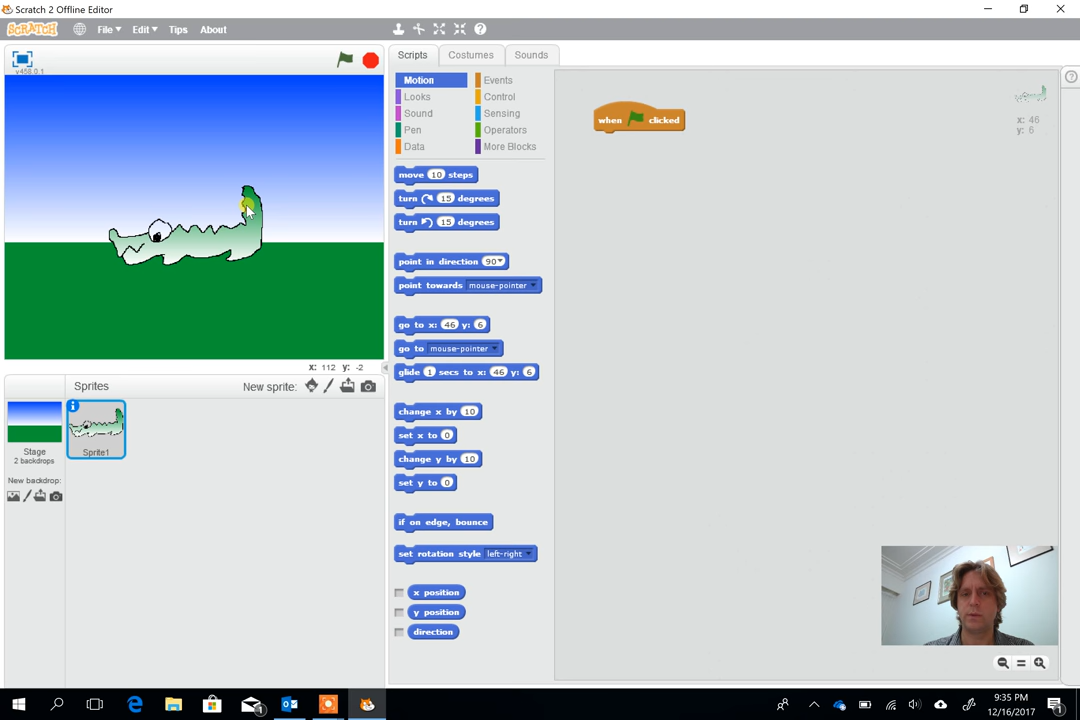 Scratch 2 Offline Editor
SCRATCH File Edit Tips About
v458.0.1
Scripts Costumes Sounds
Motion Events
Looks Control
Sound Sensing
Pen Operators
Data More Blocks
when clicked
x: 46
y: 6
move 10 steps
turn 15 degrees
turn 15 degrees
point in direction 90
point towards mouse-pointer
go to x: 46 y: 6
go to mouse-pointer
glide 1 secs to x: 46 y: 6
change x by 10
set x to 0
change y by 10
set y to 0
if on edge, bounce
set rotation style left-right
x position
y position
direction
x: 112 y: -2
Sprites New sprite:
Stage
2 backdrops
New backdrop:
Sprite1
9:35 PM
12/16/2017